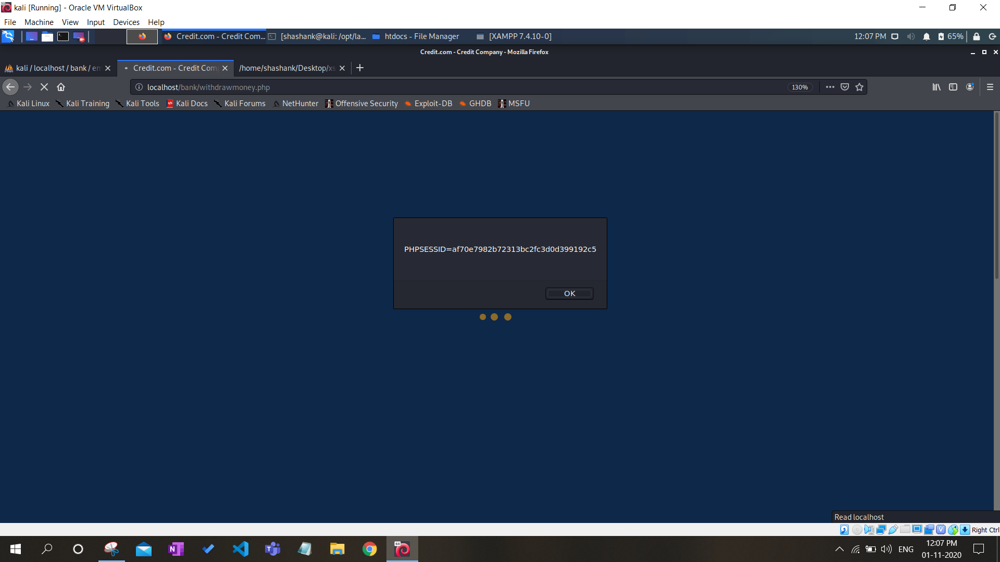 kali [Running] - Oracle VM VirtualBox
File Machine View Input Devices Help
Credit.com - Credit Com... [shashank@kali: /opt/la... htdocs - File Manager [XAMPP 7.4.10-0] 12:07 PM 65%
Credit.com - Credit Company - Mozilla Firefox
kali / localhost / bank / em Credit.com - Credit Com /home/shashank/Desktop/xs
localhost/bank/withdrawmoney.php 130%
Kali Linux Kali Training Kali Tools Kali Docs Kali Forums NetHunter Offensive Security Exploit-DB GHDB MSFU
PHPSESSID=af70e7982b72313bc2fc3d0d399192c5
OK
Read localhost
Right Ctrl
ENG 12:07 PM
01-11-2020